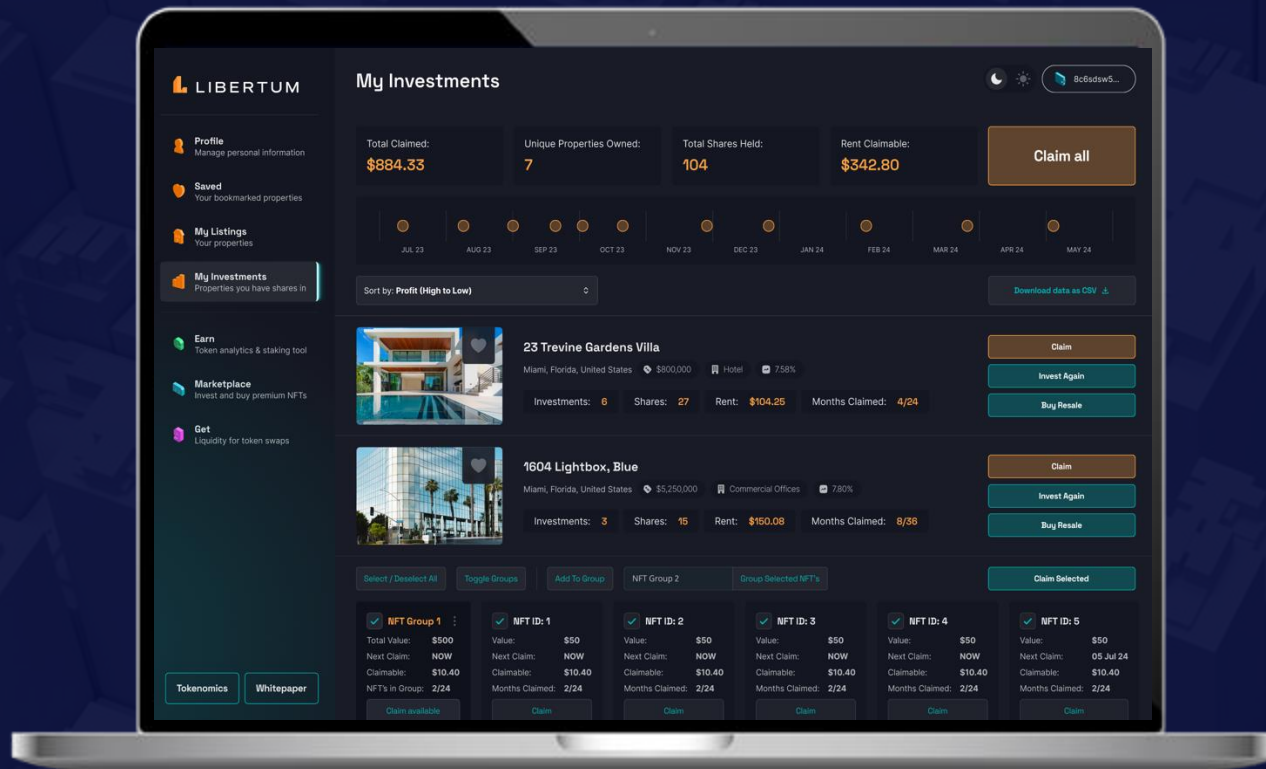 LIBERTUM
My Investments
8c6sdsw5...
Profile
Manage personal information
Saved
Your bookmarked properties
My Listings
Your properties
My Investments
Properties you have shares in
Earn
Token analytics & staking tool
Marketplace
Invest and buy premium NFTs
Get
Liquidity for token swaps
Tokenomics Whitepaper
Total Claimed: Unique Properties Owned: Total Shares Held: Rent Claimable:
$884.33 7 104 $342.80
Claim all
JUL 23 AUG 23 SEP 23 OCT 23 NOV 23 DEC 23 JAN 24 FEB 24 MAR 24 APR 24 MAY 24
Sort by: Profit (High to Low)
Download data as CSV
23 Trevine Gardens Villa
Miami, Florida, United States $800,000 Hotel 7.58%
Investments: 6 Shares: 27 Rent: $104.25 Months Claimed: 4/24
Claim
Invest Again
Buy Resale
1604 Lightbox, Blue
Miami, Florida, United States $5,250,000 Commercial Offices 7.80%
Investments: 3 Shares: 15 Rent: $150.08 Months Claimed: 8/36
Claim
Invest Again
Buy Resale
Select / Deselect All Toggle Groups Add To Group NFT Group 2 Group Selected NFT's Claim Selected
NFT Group 1 NFT ID: 1 NFT ID: 2 NFT ID: 3 NFT ID: 4 NFT ID: 5
Total Value: $500 Value: $50 Value: $50 Value: $50 Value: $50 Value: $50
Next Claim: NOW Next Claim: NOW Next Claim: NOW Next Claim: NOW Next Claim: NOW Next Claim: 05 Jul 24
Claimable: $10.40 Claimable: $10.40 Claimable: $10.40 Claimable: $10.40 Claimable: $10.40 Claimable: $10.40
NFT's in Group: 2/24 Months Claimed: 2/24 Months Claimed: 2/24 Months Claimed: 2/24 Months Claimed: 2/24 Months Claimed: 2/24
Claim available Claim Claim Claim Claim Claim